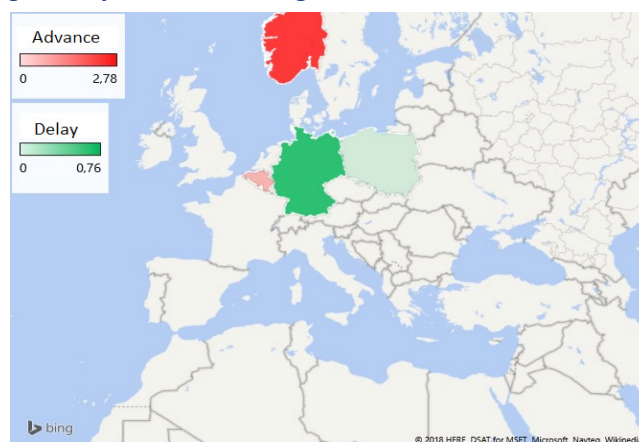 Advance
0 2,78
Delay
0 0,76
bing
© 2018 HERE, DSAT for MSFT, Microsoft, Navteq, Wikipedia